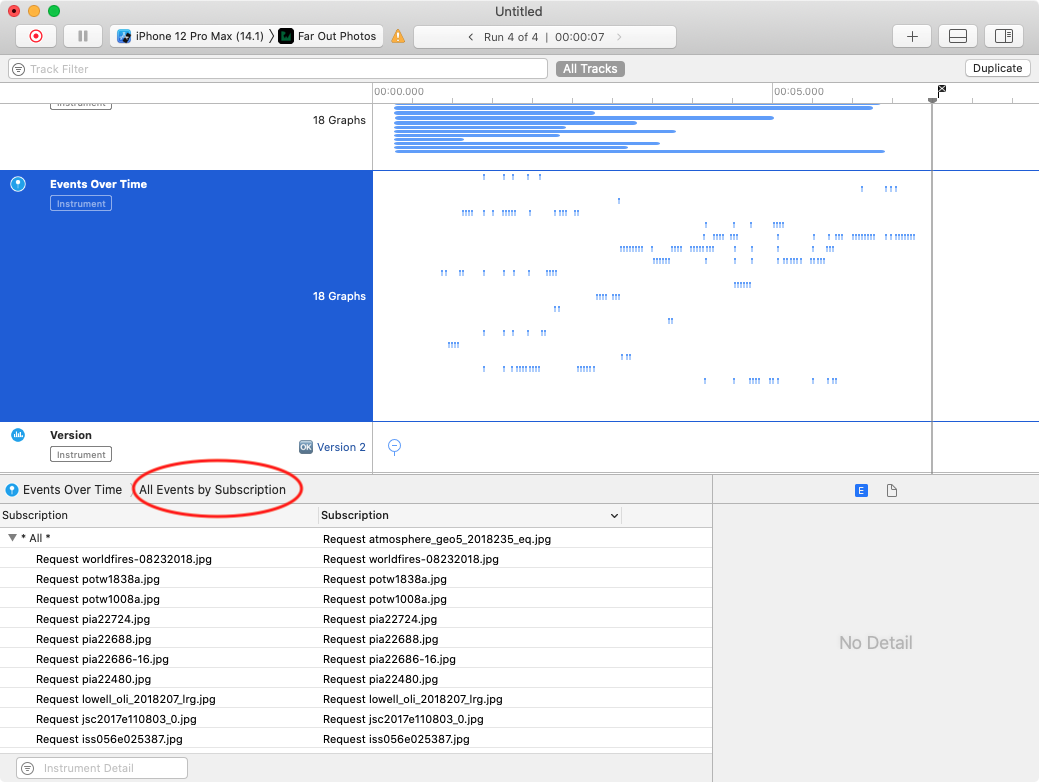 Untitled
iPhone 12 Pro Max (14.1) Far Out Photos
Run 4 of 4 | 00:00:07
Track Filter
All Tracks
Duplicate
00:00.000
00:05.000
Instrument
18 Graphs
Events Over Time
Instrument
18 Graphs
Version
Instrument
OK Version 2
Events Over Time
All Events by Subscription
E
Subscription
Subscription
* All *
Request atmosphere_geo5_2018235_eq.jpg
Request worldfires-08232018.jpg
Request worldfires-08232018.jpg
Request potw1838a.jpg
Request potw1838a.jpg
Request potw1008a.jpg
Request potw1008a.jpg
Request pia22724.jpg
Request pia22724.jpg
Request pia22688.jpg
Request pia22688.jpg
Request pia22686-16.jpg
Request pia22686-16.jpg
Request pia22480.jpg
Request pia22480.jpg
Request lowell_oli_2018207_lrg.jpg
Request lowell_oli_2018207_lrg.jpg
Request jsc2017e110803_0.jpg
Request jsc2017e110803_0.jpg
Request iss056e025387.jpg
Request iss056e025387.jpg
No Detail
Instrument Detail